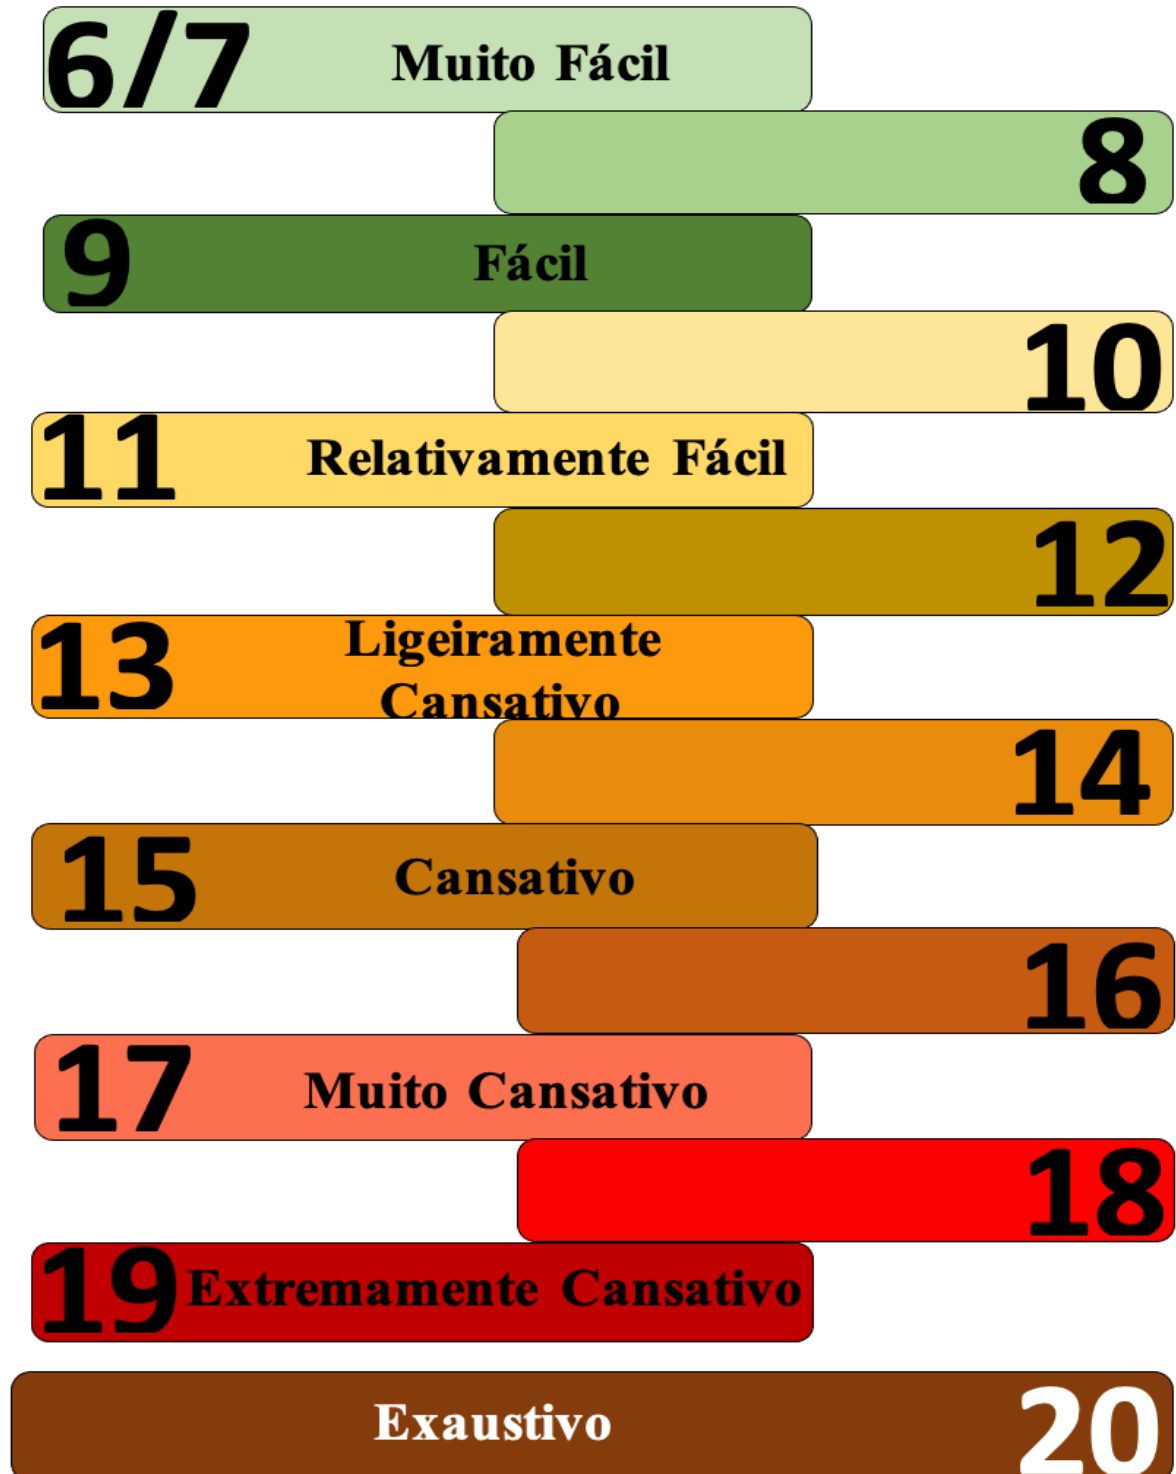 6/7 Muito Fácil
8
9 Fácil
10
11 Relativamente Fácil
12
13 Ligeiramente
Cansativo
14
15 Cansativo
16
17 Muito Cansativo
18
19 Extremamente Cansativo
Exaustivo 20